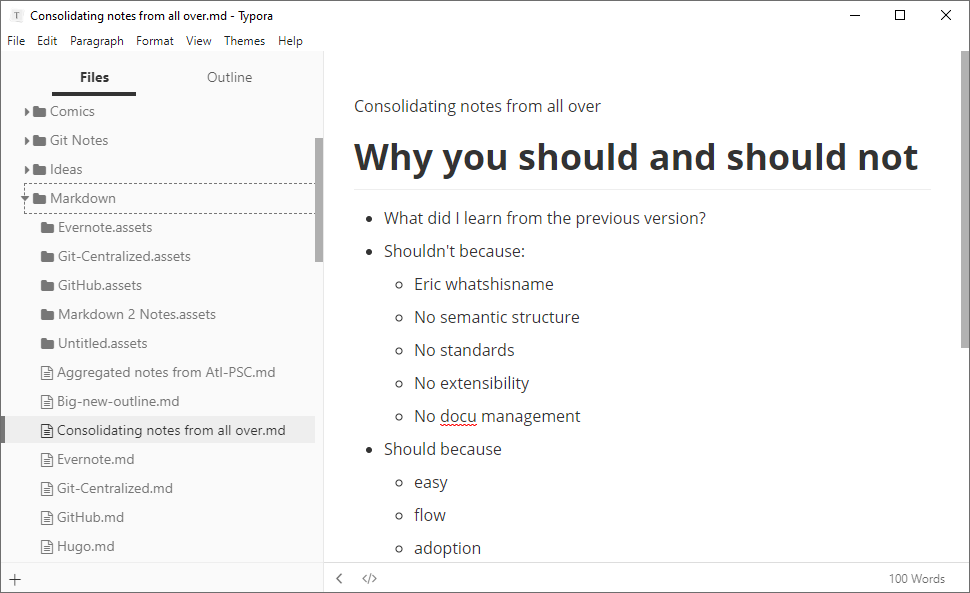 Consolidating notes from all over.md - Typora
File Edit Paragraph Format View Themes Help
Files Outline
Comics
Git Notes
Ideas
Markdown
Evernote.assets
Git-Centralized.assets
GitHub.assets
Markdown 2 Notes.assets
Untitled.assets
Aggregated notes from Atl-PSC.md
Big-new-outline.md
Consolidating notes from all over.md
Evernote.md
Git-Centralized.md
GitHub.md
Hugo.md
Consolidating notes from all over
Why you should and should not
What did I learn from the previous version?
Shouldn't because:
Eric whatshisname
No semantic structure
No standards
No extensibility
No docu management
Should because
easy
flow
adoption
100 Words